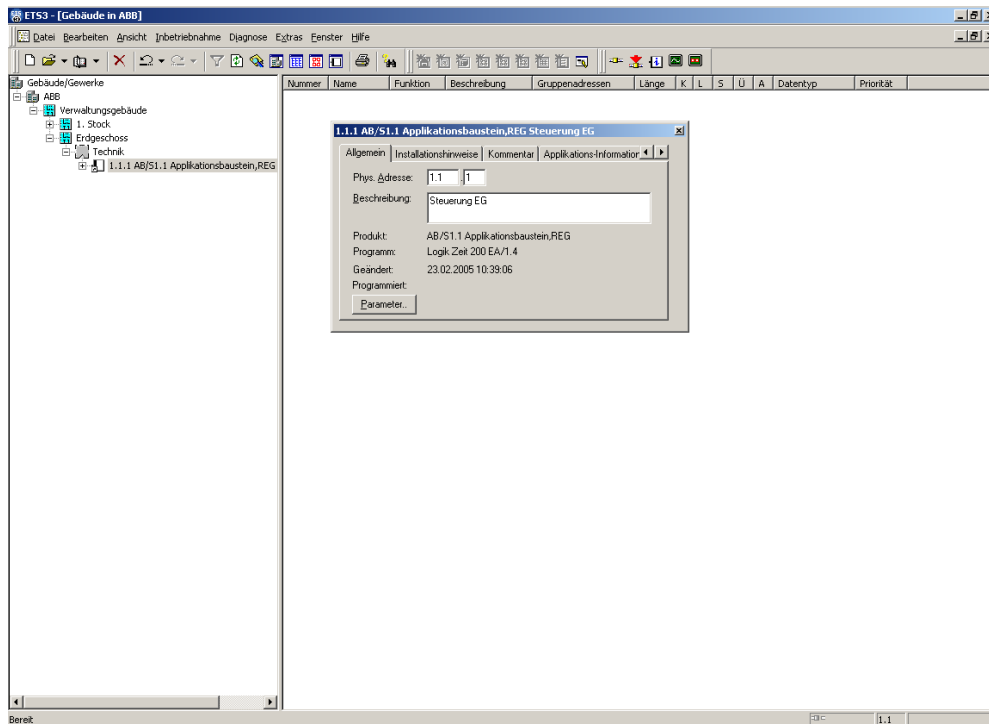 ETS3 - [Gebäude in ABB]
Datei Bearbeiten Ansicht Inbetriebnahme Diagnose Extras Fenster Hilfe
Gebäude/Gewerke
Nummer Name Funktion Beschreibung Gruppenadressen Länge K L S Ü A Datentyp Priorität
ABB
Verwaltungsgebäude
1. Stock
Erdgeschoss
Technik
1.1.1 AB/S1.1 Applikationsbaustein,REG
1.1.1 AB/S1.1 Applikationsbaustein,REG Steuerung EG
Allgemein Installationshinweise Kommentar Applikations-Information
Phys. Adresse: 1.1 .1
Beschreibung: Steuerung EG
Produkt: AB/S1.1 Applikationsbaustein,REG
Programm: Logik Zeit 200 EA/1.4
Geändert: 23.02.2005 10:39:06
Programmiert:
Parameter..
Bereit
1.1